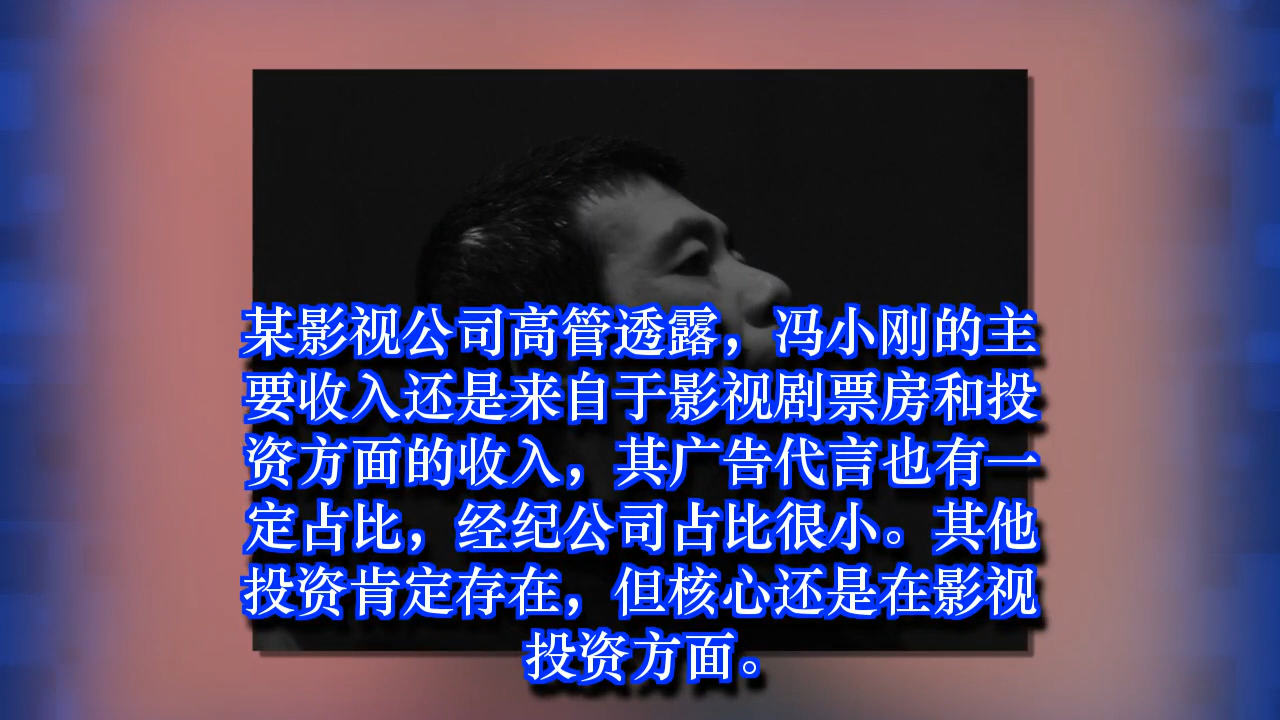 某影视公司高管透露，冯小刚的主
要收入还是来自于影视剧票房和投
资方面的收入，其广告代言也有一
定占比，经纪公司占比很小。其他
投资肯定存在，但核心还是在影视
投资方面。